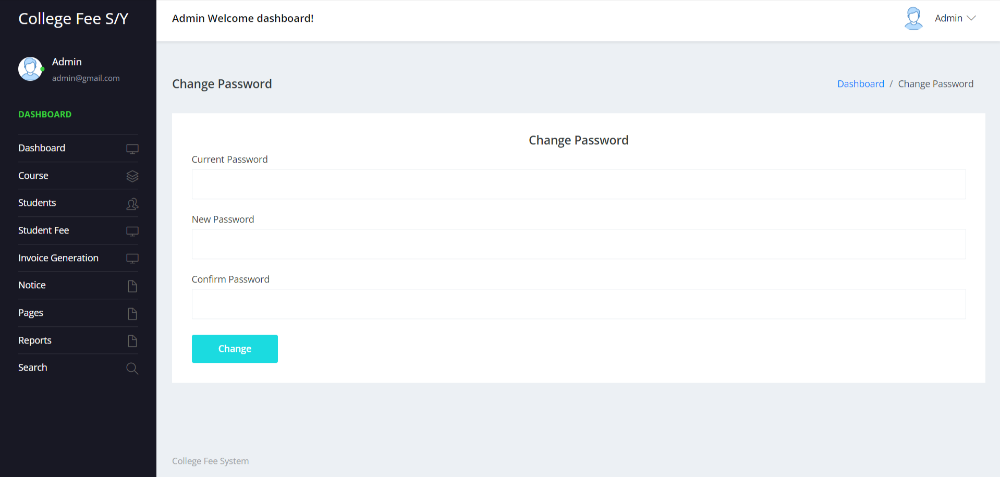 College Fee S/Y
Admin Welcome dashboard!
Admin
Admin
admin@gmail.com
DASHBOARD
Dashboard
Course
Students
Student Fee
Invoice Generation
Notice
Pages
Reports
Search
Change Password
Dashboard / Change Password
Change Password
Current Password
New Password
Confirm Password
Change
College Fee System